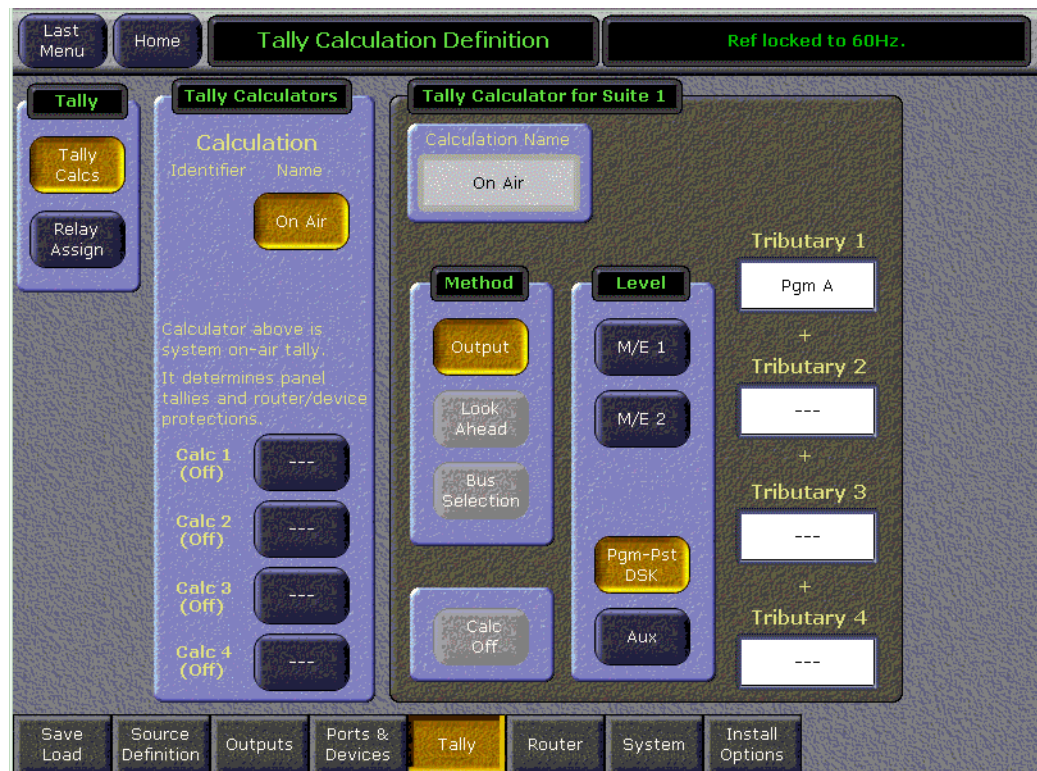 Last
Menu
Home
Tally Calculation Definition
Ref locked to 60Hz.
Tally
Tally
Calcs
Relay
Assign
Tally Calculators
Calculation
Identifier Name
On Air
Calculator above is
system on-air tally.
It determines panel
tallies and router/device
protections.
Calc 1
(Off)
---
Calc 2
(Off)
---
Calc 3
(Off)
---
Calc 4
(Off)
---
Tally Calculator for Suite 1
Calculation Name
On Air
Method
Output
Look
Ahead
Bus
Selection
Calc
Off
Level
M/E 1
M/E 2
Pgm-Pst
DSK
Aux
Tributary 1
Pgm A
+
Tributary 2
---
+
Tributary 3
---
+
Tributary 4
---
Save
Load
Source
Definition
Outputs
Ports &
Devices
Tally
Router
System
Install
Options